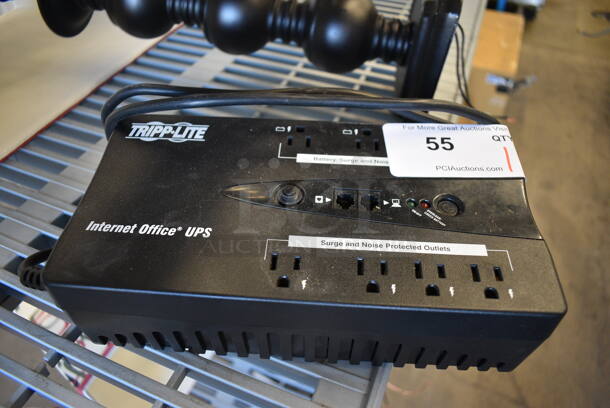 TRIPP·LITE
For More Great Auctions Visit
55
QTY
1
PCIAuctions.com
Battery, Surge and Noise
Internet Office® UPS
Surge and Noise Protected Outlets